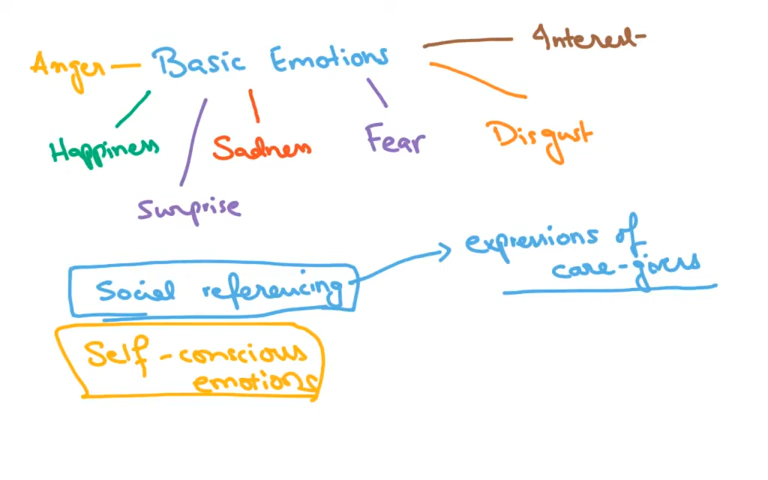 Interest
Anger — Basic Emotions
Happiness
Sadness
Fear
Disgust
Surprise
expressions of
care-givers
Social referencing
Self-conscious
emotions